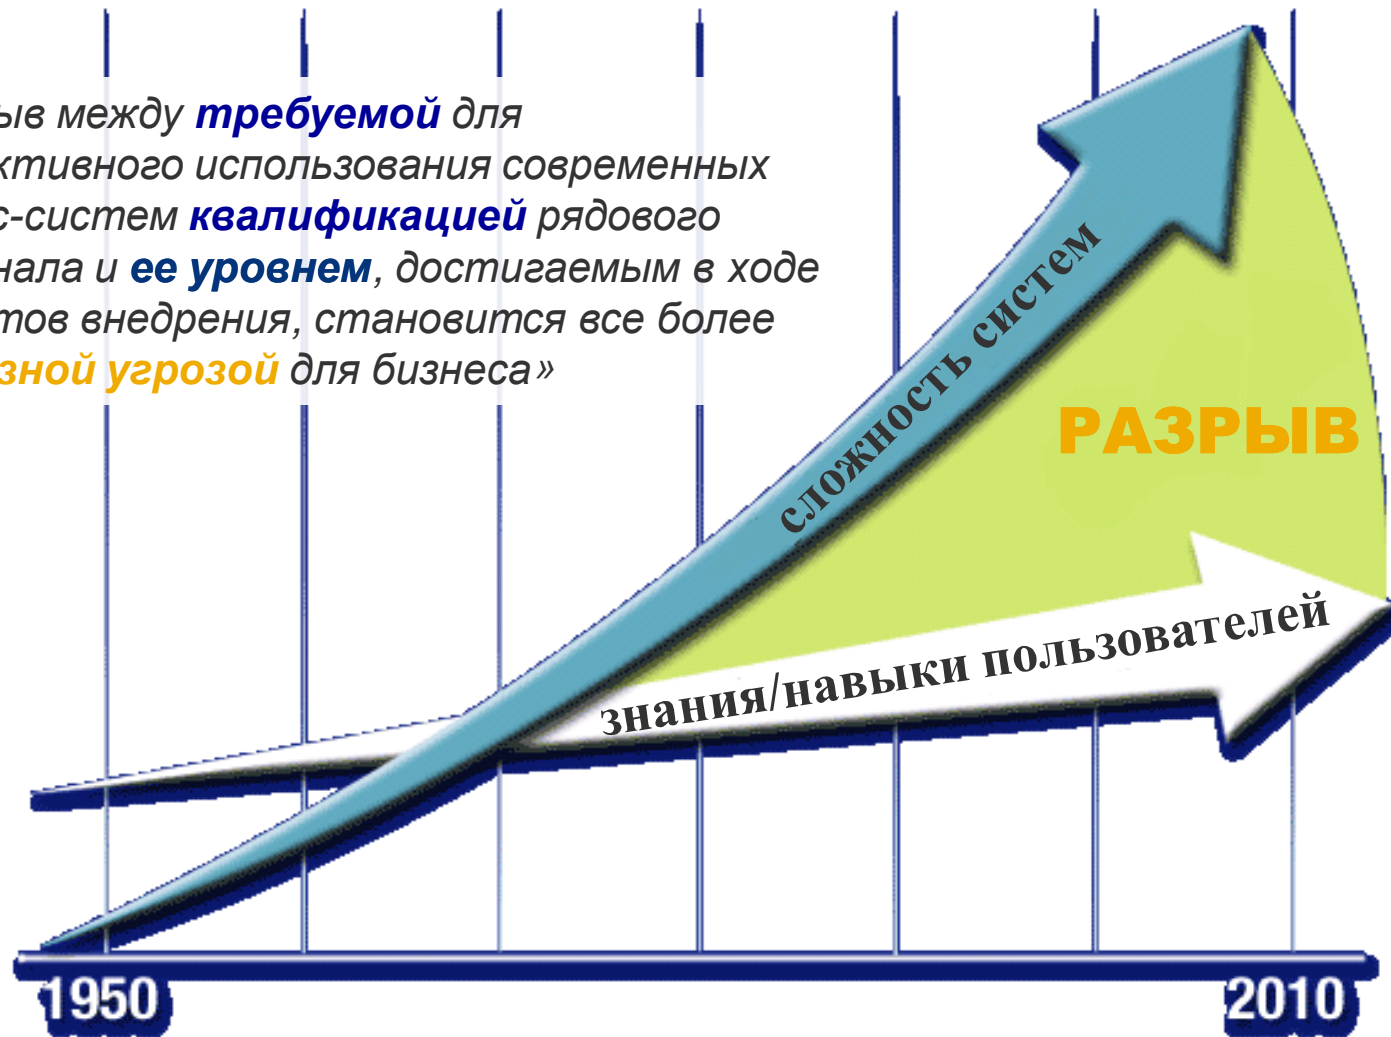 ыв между требуемой для
ктивного использования современных
с-систем квалификацией рядового
нала и ее уровнем, достигаемым в ходе
тов внедрения, становится все более
зной угрозой для бизнеса»
сложность систем
РАЗРЫВ
знания/навыки пользователей
1950
2010